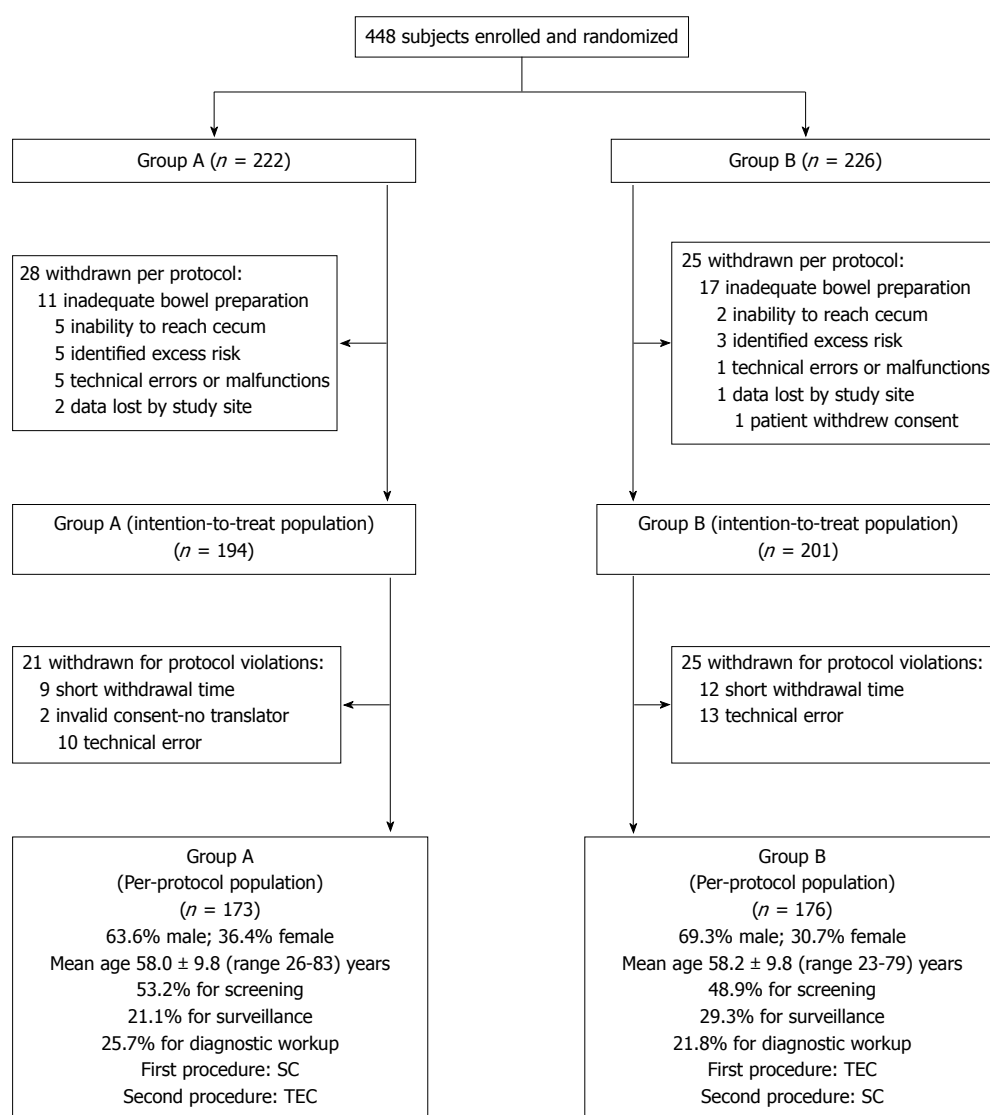 448 subjects enrolled and randomized
Group A (n = 222)
Group B (n = 226)
28 withdrawn per protocol:
11 inadequate bowel preparation
5 inability to reach cecum
5 identified excess risk
5 technical errors or malfunctions
2 data lost by study site
25 withdrawn per protocol:
17 inadequate bowel preparation
2 inability to reach cecum
3 identified excess risk
1 technical errors or malfunctions
1 data lost by study site
1 patient withdrew consent
Group A (intention-to-treat population)
(n = 194)
Group B (intention-to-treat population)
(n = 201)
21 withdrawn for protocol violations:
9 short withdrawal time
2 invalid consent-no translator
10 technical error
25 withdrawn for protocol violations:
12 short withdrawal time
13 technical error
Group A
(Per-protocol population)
(n = 173)
63.6% male; 36.4% female
Mean age 58.0 ± 9.8 (range 26-83) years
53.2% for screening
21.1% for surveillance
25.7% for diagnostic workup
First procedure: SC
Second procedure: TEC
Group B
(Per-protocol population)
(n = 176)
69.3% male; 30.7% female
Mean age 58.2 ± 9.8 (range 23-79) years
48.9% for screening
29.3% for surveillance
21.8% for diagnostic workup
First procedure: TEC
Second procedure: SC